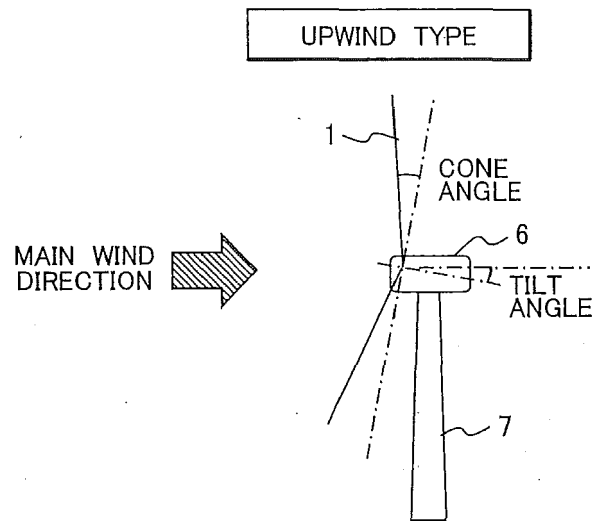 UPWIND TYPE
1
CONE
ANGLE
6
MAIN WIND
DIRECTION
TILT
ANGLE
7